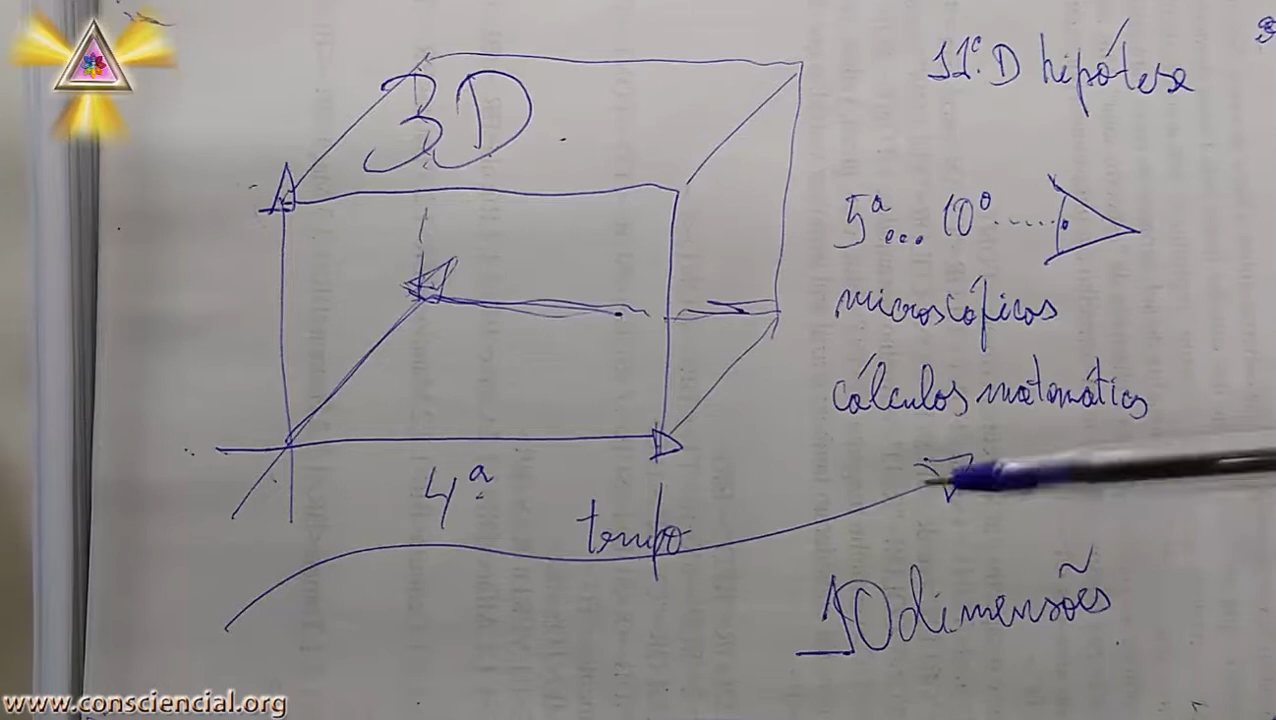 3D
11ª D hipótese
5ª... 10ª
microscópicos
cálculos matemáticos
4ª
tempo
10 dimensões
www.consciencial.org